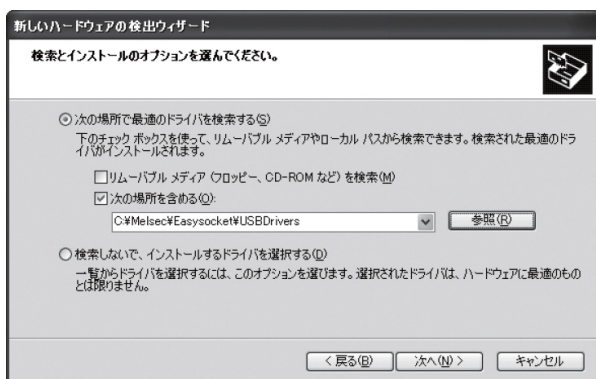 新しいハードウェアの検出ウィザード
検索とインストールのオプションを選んでください。
次の場所で最適のドライバを検索する(S)
下のチェック ボックスを使って、リムーバブル メディアやローカル パスから検索できます。検索された最適のドラ
イバがインストールされます。
リムーバブル メディア (フロッピー、CD-ROM など) を検索(M)
次の場所を含める(O):
C:¥Melsec¥Easysocket¥USBDrivers
参照(R)
検索しないで、インストールするドライバを選択する(D)
一覧からドライバを選択するには、このオプションを選びます。選択されたドライバは、ハードウェアに最適のもの
とは限りません。
< 戻る(B)
次へ(N) >
キャンセル